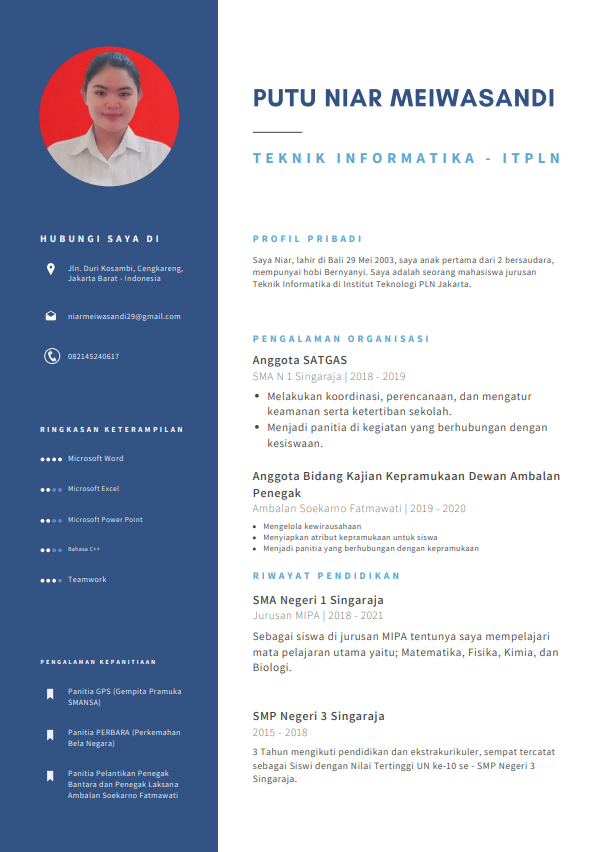 PUTU NIAR MEIWASANDI
TEKNIK INFORMATIKA - ITPLN
HUBUNGI SAYA DI
Jln. Duri Kosambi, Cengkareng,
Jakarta Barat - Indonesia
niarmeiwasandi29@gmail.com
082145240617
RINGKASAN KETERAMPILAN
Microsoft Word
Microsoft Excel
Microsoft Power Point
Bahasa C++
Teamwork
PENGALAMAN KEPANITIAAN
Panitia GPS (Gempita Pramuka
SMANSA)
Panitia PERBARA (Perkemahan
Bela Negara)
Panitia Pelantikan Penegak
Bantara dan Penegak Laksana
Ambalan Soekarno Fatmawati
PROFIL PRIBADI
Saya Niar, lahir di Bali 29 Mei 2003, saya anak pertama dari 2 bersaudara,
mempunyai hobi Bernyanyi. Saya adalah seorang mahasiswa jurusan
Teknik Informatika di Institut Teknologi PLN Jakarta.
PENGALAMAN ORGANISASI
Anggota SATGAS
SMA N 1 Singaraja | 2018 - 2019
• Melakukan koordinasi, perencanaan, dan mengatur
keamanan serta ketertiban sekolah.
• Menjadi panitia di kegiatan yang berhubungan dengan
kesiswaan.
Anggota Bidang Kajian Kepramukaan Dewan Ambalan
Penegak
Ambalan Soekarno Fatmawati | 2019 - 2020
• Mengelola kewirausahaan
• Menyiapkan atribut kepramukaan untuk siswa
• Menjadi panitia yang berhubungan dengan kepramukaan
RIWAYAT PENDIDIKAN
SMA Negeri 1 Singaraja
Jurusan MIPA | 2018 - 2021
Sebagai siswa di jurusan MIPA tentunya saya mempelajari
mata pelajaran utama yaitu; Matematika, Fisika, Kimia, dan
Biologi.
SMP Negeri 3 Singaraja
2015 - 2018
3 Tahun mengikuti pendidikan dan ekstrakurikuler, sempat tercatat
sebagai Siswi dengan Nilai Tertinggi UN ke-10 se - SMP Negeri 3
Singaraja.